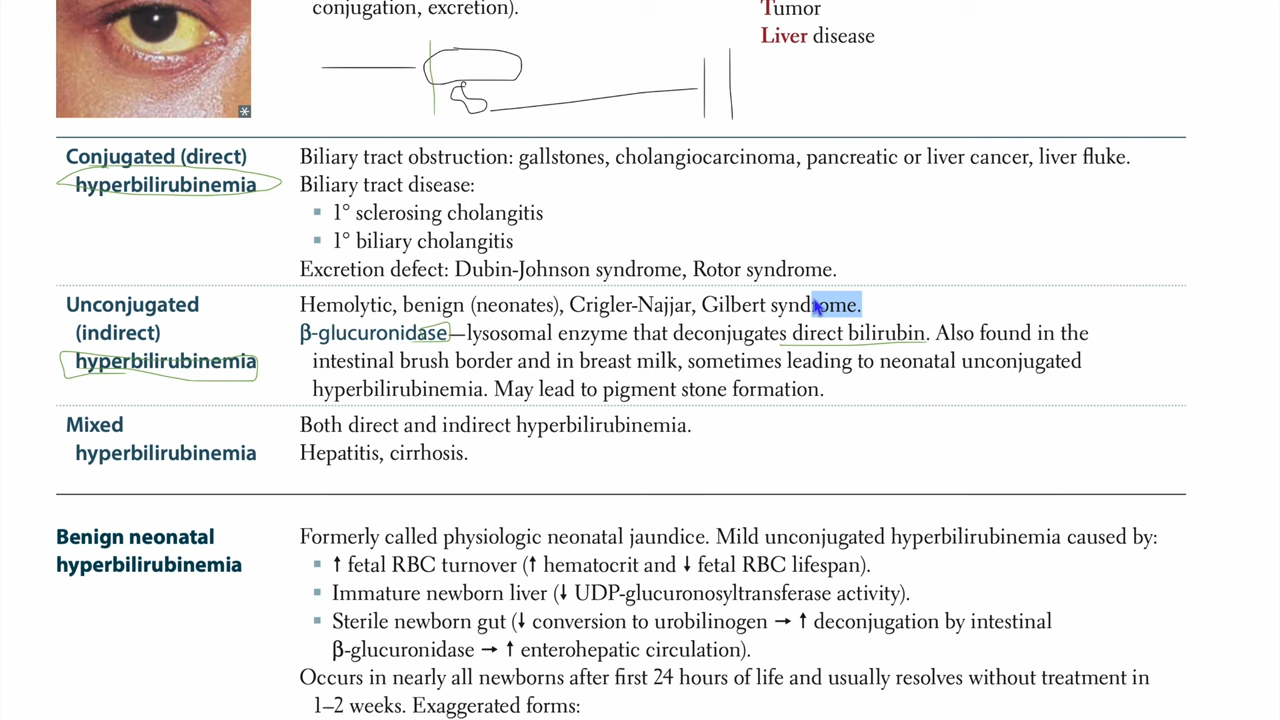 conjugation, excretion).
Tumor
Liver disease
*
Conjugated (direct)
hyperbilirubinemia
Biliary tract obstruction: gallstones, cholangiocarcinoma, pancreatic or liver cancer, liver fluke.
Biliary tract disease:
▪ 1° sclerosing cholangitis
▪ 1° biliary cholangitis
Excretion defect: Dubin-Johnson syndrome, Rotor syndrome.
Unconjugated
(indirect)
hyperbilirubinemia
Hemolytic, benign (neonates), Crigler-Najjar, Gilbert syndrome.
β-glucuronidase—lysosomal enzyme that deconjugates direct bilirubin. Also found in the
intestinal brush border and in breast milk, sometimes leading to neonatal unconjugated
hyperbilirubinemia. May lead to pigment stone formation.
Mixed
hyperbilirubinemia
Both direct and indirect hyperbilirubinemia.
Hepatitis, cirrhosis.
Benign neonatal
hyperbilirubinemia
Formerly called physiologic neonatal jaundice. Mild unconjugated hyperbilirubinemia caused by:
▪ ↑ fetal RBC turnover (↑ hematocrit and ↓ fetal RBC lifespan).
▪ Immature newborn liver (↓ UDP-glucuronosyltransferase activity).
▪ Sterile newborn gut (↓ conversion to urobilinogen → ↑ deconjugation by intestinal
β-glucuronidase → ↑ enterohepatic circulation).
Occurs in nearly all newborns after first 24 hours of life and usually resolves without treatment in
1–2 weeks. Exaggerated forms: